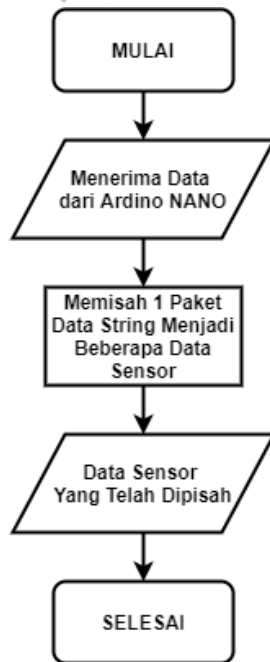 MULAI
Menerima Data
dari Ardino NANO
Memisah 1 Paket
Data String Menjadi
Beberapa Data
Sensor
Data Sensor
Yang Telah Dipisah
SELESAI